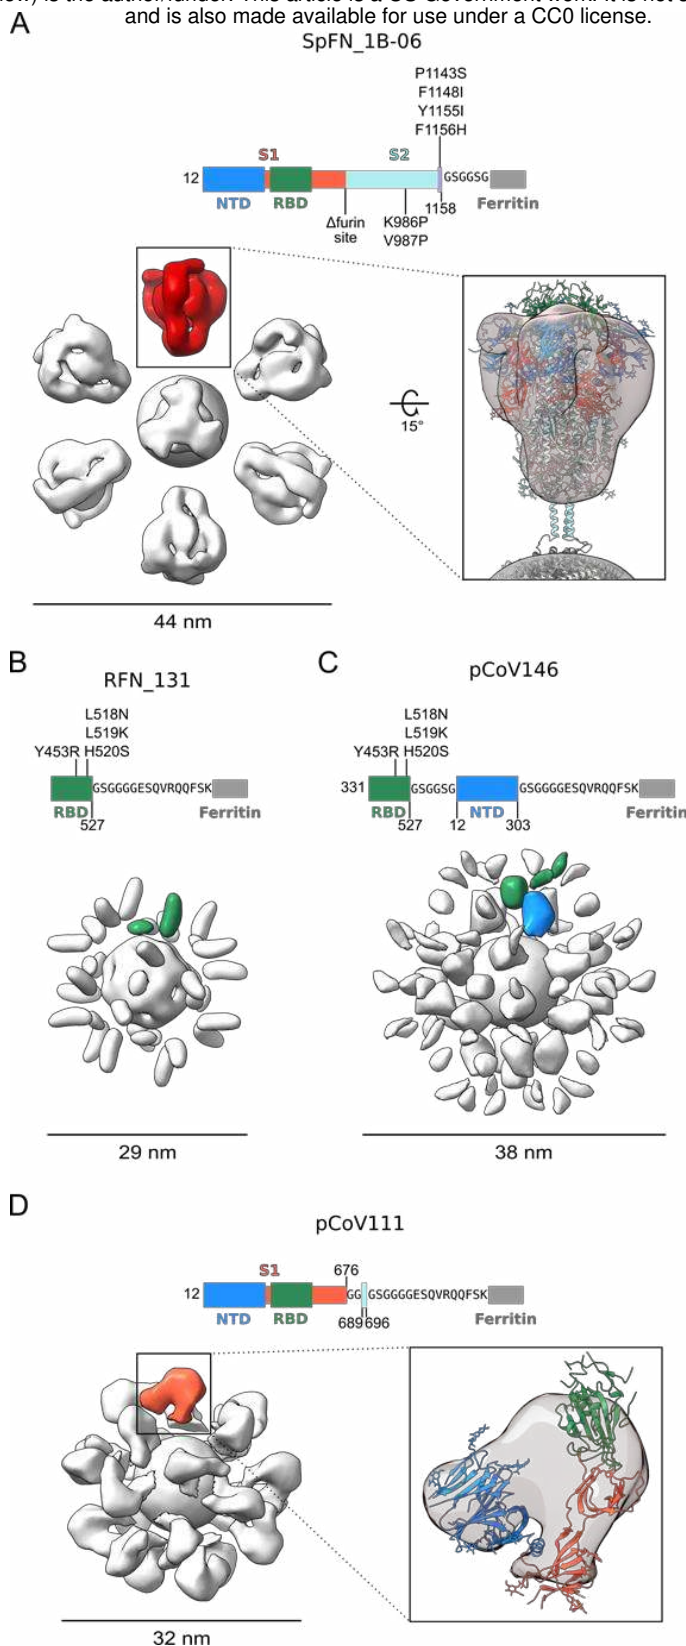 and is also made available for use under a CC0 license.
A
SpFN_1B-06
P1143S
F1148I
Y1155I
F1156H
S1
S2
12
GSGGSG
NTD
RBD
1158
Ferritin
Δfurin
site
K986P
V987P
15°
44 nm
B
RFN_131
L518N
L519K
Y453R H520S
GSGGGGESQVRQQFSK
RBD
527
Ferritin
29 nm
C
pCoV146
L518N
L519K
Y453R H520S
331
GSGGSG
GSGGGGESQVRQQFSK
RBD
527
12
NTD
303
Ferritin
38 nm
D
pCoV111
S1
676
12
GG
GSGGGGESQVRQQFSK
NTD
RBD
689
696
Ferritin
32 nm